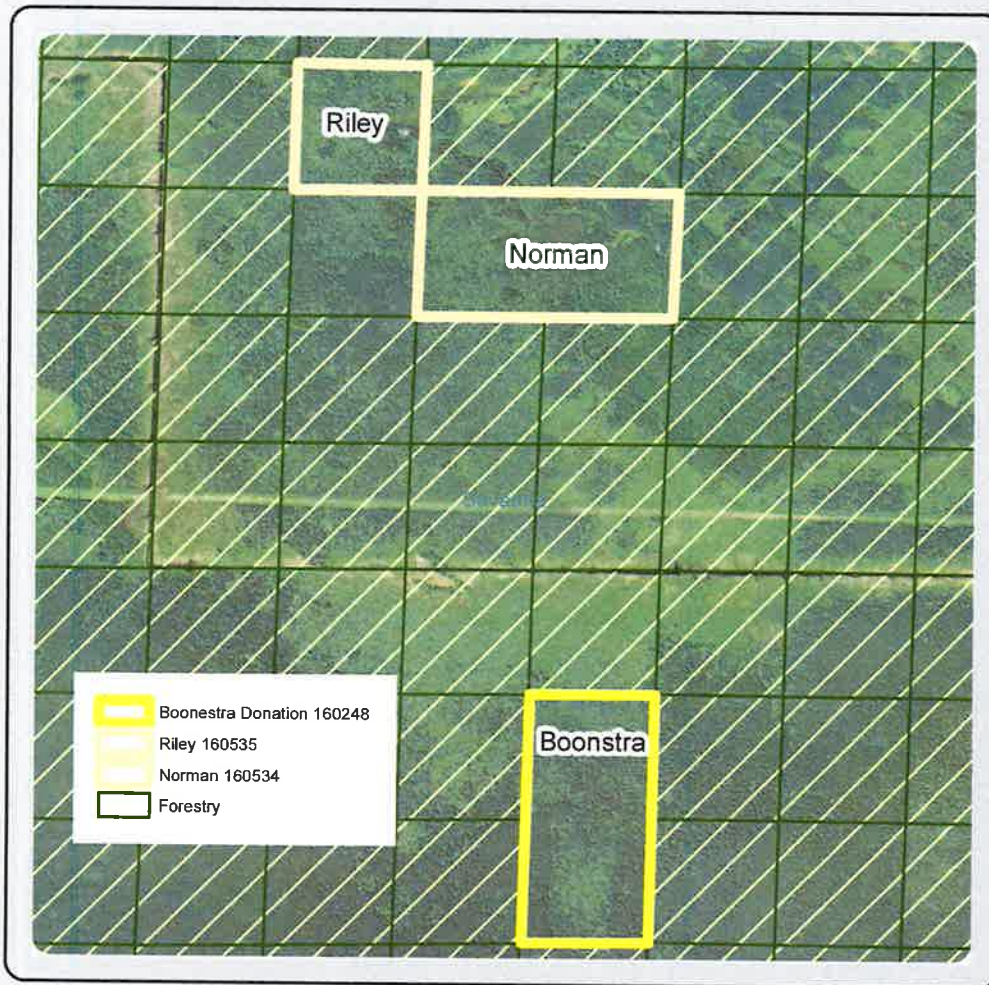 Riley
Norman
Boonstra
Boonestra Donation 160248
Riley 160535
Norman 160534
Forestry